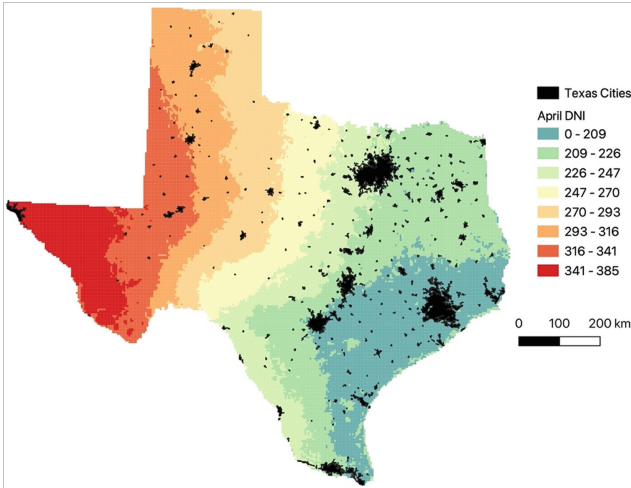 Texas Cities
April DNI
0 - 209
209 - 226
226 - 247
247 - 270
270 - 293
293 - 316
316 - 341
341 - 385
0 100 200 km